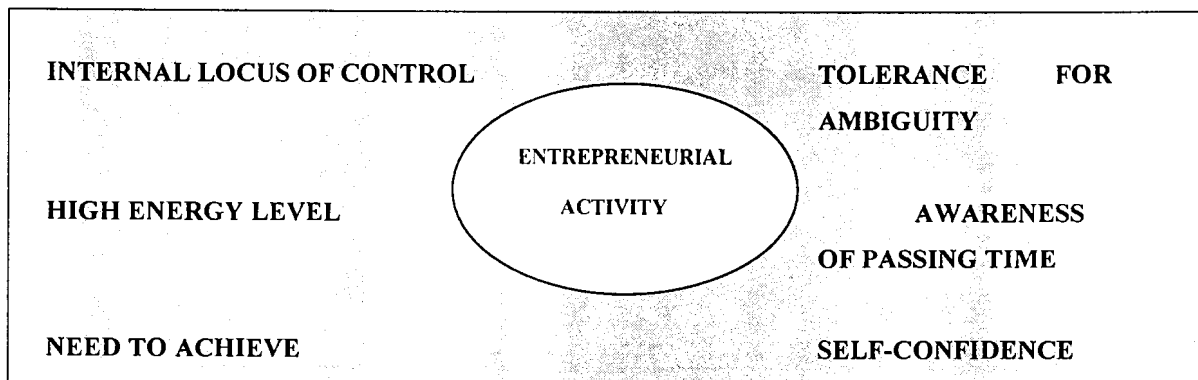 INTERNAL LOCUS OF CONTROL
TOLERANCE FOR
AMBIGUITY
ENTREPRENEURIAL
ACTIVITY
HIGH ENERGY LEVEL
AWARENESS
OF PASSING TIME
NEED TO ACHIEVE
SELF-CONFIDENCE